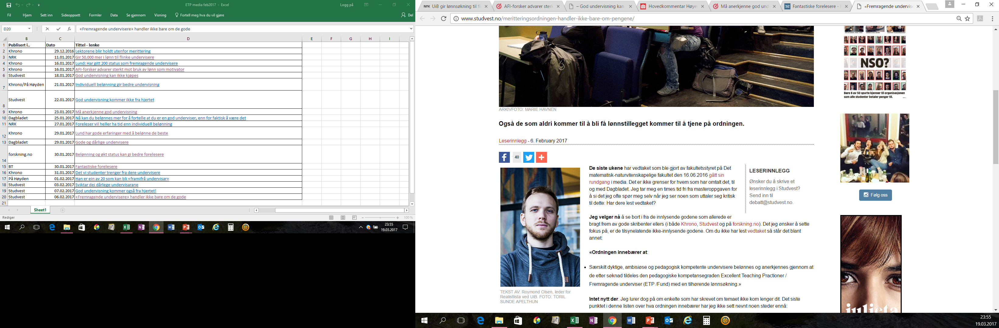 ETP media feb2017 - Excel
Logg på
Fil Hjem Sett inn Sideoppsett Formler Data Se gjennom Visning Fortell meg hva du vil gjøre Del
D20 fx «Fremragende undervisere» handler ikke bare om de gode
B C D E F G H I
1 Publisert i.. Dato Tittel - lenke
2 Khrono 29.12.2016 Lektorene blir holdt utenfor merittering
3 NRK 11.01.2017 Gir 50.000 mer i lønn til flinke undervisere
4 Khrono 16.01.2017 Lund: Har gitt 200 status som fremragende undervisere
5 Khrono 16.01.2017 AFI-forsker advarer sterkt mot bruk av lønn som motivator
6 Studvest 18.01.2017 God undervisning kan ikke kjøpes
7 Khrono/På Høyden 21.01.2017 Individuell belønning gir bedre undervisning
8 Studvest 22.01.2017 God undervisning kommer ikke fra hjertet
9 Khrono 23.01.2017 Må anerkjenne god undervisning
10 Dagbladet 25.01.2017 Nå kan du belønnes mer for å fortelle at du er en god underviser, enn for faktisk å være det
11 NRK 27.01.2017 Foreleser vil heller ha tid enn individuell belønning
12 Khrono 29.01.2017 Lund har gode erfaringer med å belønne de beste
13 Dagbladet 29.01.2017 Gode og dårlige undervisere
14 forskning.no 30.01.2017 Belønning og økt status kan gi bedre forelesere
15 BT 30.01.2017 Fantastiske forelesere
16 Khrono 31.01.2017 Det vi studenter trenger fra dere undervisere
17 På Høyden 01.02.2017 Han er ein av 20 som kan bli «framifrå undervisar»
18 Studvest 03.02.2017 Sviktar dei dårlege undervisarane
19 Studvest 07.02.2017 God undervisning kommer også fra hjertet!
20 Studvest 06.02.2017 «Fremragende undervisere» handler ikke bare om de gode
21
Sheet1
Rediger
100 %
23:55
19.03.2017
NRK UiB gir lønnsøkning til fl
AFI-forsker advarer sterk
– God undervisning kan
db Hovedkommentar Høye
Må anerkjenne god und
Fantastiske forelesere -
«Fremragende undervis
www.studvest.no/meritteringsordningen-handler-ikke-bare-om-pengene/
ARKIVFOTO: MARIE HAVNEN
Også de som aldri kommer til å bli få lønnstillegget kommer til å tjene på ordningen.
Leserinnlegg - 6. February 2017
40
De siste ukene har vedtaket som ble gjort av fakultetsstyret på Det
matematisk-naturvitenskapelige fakultet den 16.06.2016 gått sin
rundgang i media. Det er ikke grenser for hvem som har omtalt det, til
og med Dagbladet. Jeg tar meg en times tid fri fra masteroppgaven for
å si det jeg ofte spør meg selv når jeg ser noen som uttaler seg kritisk
til dette: Har dere lest vedtaket?
LESERINNLEGG
Ønsker du å skrive et
leserinnlegg i Studvest?
Send inn til
debatt@studvest.no.
Jeg velger nå å se bort i fra de innlysende godene som allerede er
bragt frem av gode skribenter ellers (i både Khrono, Studvest og på forskning.no). Det jeg ønsker å sette
fokus på, er de tilsynelatende ikke-innlysende godene. Om du ikke har lest vedtaket så står det blant
annet:
«Ordningen innebærer at:
• Særskilt dyktige, ambisiøse og pedagogisk kompetente undervisere belønnes og anerkjennes gjennom at
de etter søknad tildeles den pedagogiske kompetansegraden Excellent Teaching Practioner /
Fremragende underviser (ETP /Fund) med en tilhørende lønnsøkning.»
Intet nytt der. Jeg lurer dog på om enkelte som har skrevet om temaet ikke kom lenger dit. Det siste
punktet i denne listen over hva ordningen innebærer har jeg ikke sett nevnt noen steder ennå:
TEKST AV: Roymond Olsen, leder for
Realistlista ved UiB. FOTO: TORIL
SUNDE APELTHUN
NSO?
Bare 8 av 50 spurte kjenner til organisasjonen
som alle studenter betaler penger til.
Følg oss
julieta
23:55
19.03.2017